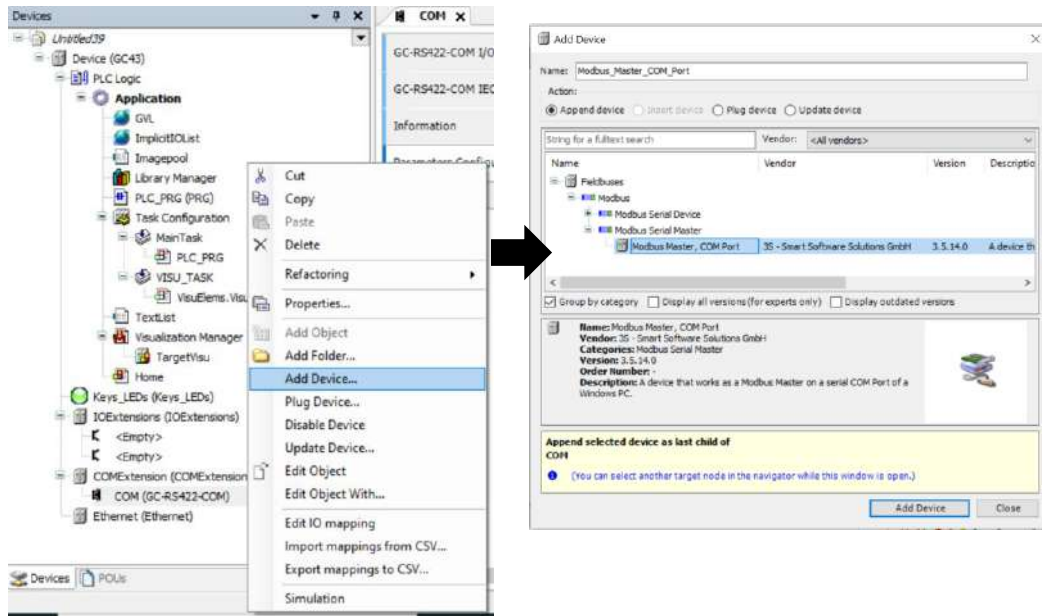 Devices
Untitled39
Device (GC43)
PLC Logic
Application
GVL
ImplicitIOList
Imagepool
Library Manager
PLC_PRG (PRG)
Task Configuration
MainTask
PLC_PRG
VISU_TASK
VisuElems.Visu
TextList
Visualization Manager
TargetVisu
Home
Keys_LEDs (Keys_LEDs)
IOExtensions (IOExtensions)
<Empty>
<Empty>
COMExtension (COMExtension
COM (GC-RS422-COM)
Ethernet (Ethernet)
Devices POUs
COM
GC-RS422-COM I/O
GC-RS422-COM IEC
Information
Parameters Configu
Cut
Copy
Paste
Delete
Refactoring
Properties...
Add Object
Add Folder...
Add Device...
Plug Device...
Disable Device
Update Device...
Edit Object
Edit Object With...
Edit IO mapping
Import mappings from CSV...
Export mappings to CSV...
Simulation
Add Device
Name: Modbus_Master_COM_Port
Action:
Append device Insert device Plug device Update device
String for a fulltext search Vendor: <All vendors>
Name Vendor Version Descriptio
Fieldbuses
Modbus
Modbus Serial Device
Modbus Serial Master
Modbus Master, COM Port 3S - Smart Software Solutions GmbH 3.5.14.0 A device th
Group by category Display all versions (for experts only) Display outdated versions
Name: Modbus Master, COM Port
Vendor: 3S - Smart Software Solutions GmbH
Categories: Modbus Serial Master
Version: 3.5.14.0
Order Number: -
Description: A device that works as a Modbus Master on a serial COM Port of a
Windows PC.
Append selected device as last child of
COM
(You can select another target node in the navigator while this window is open.)
Add Device Close